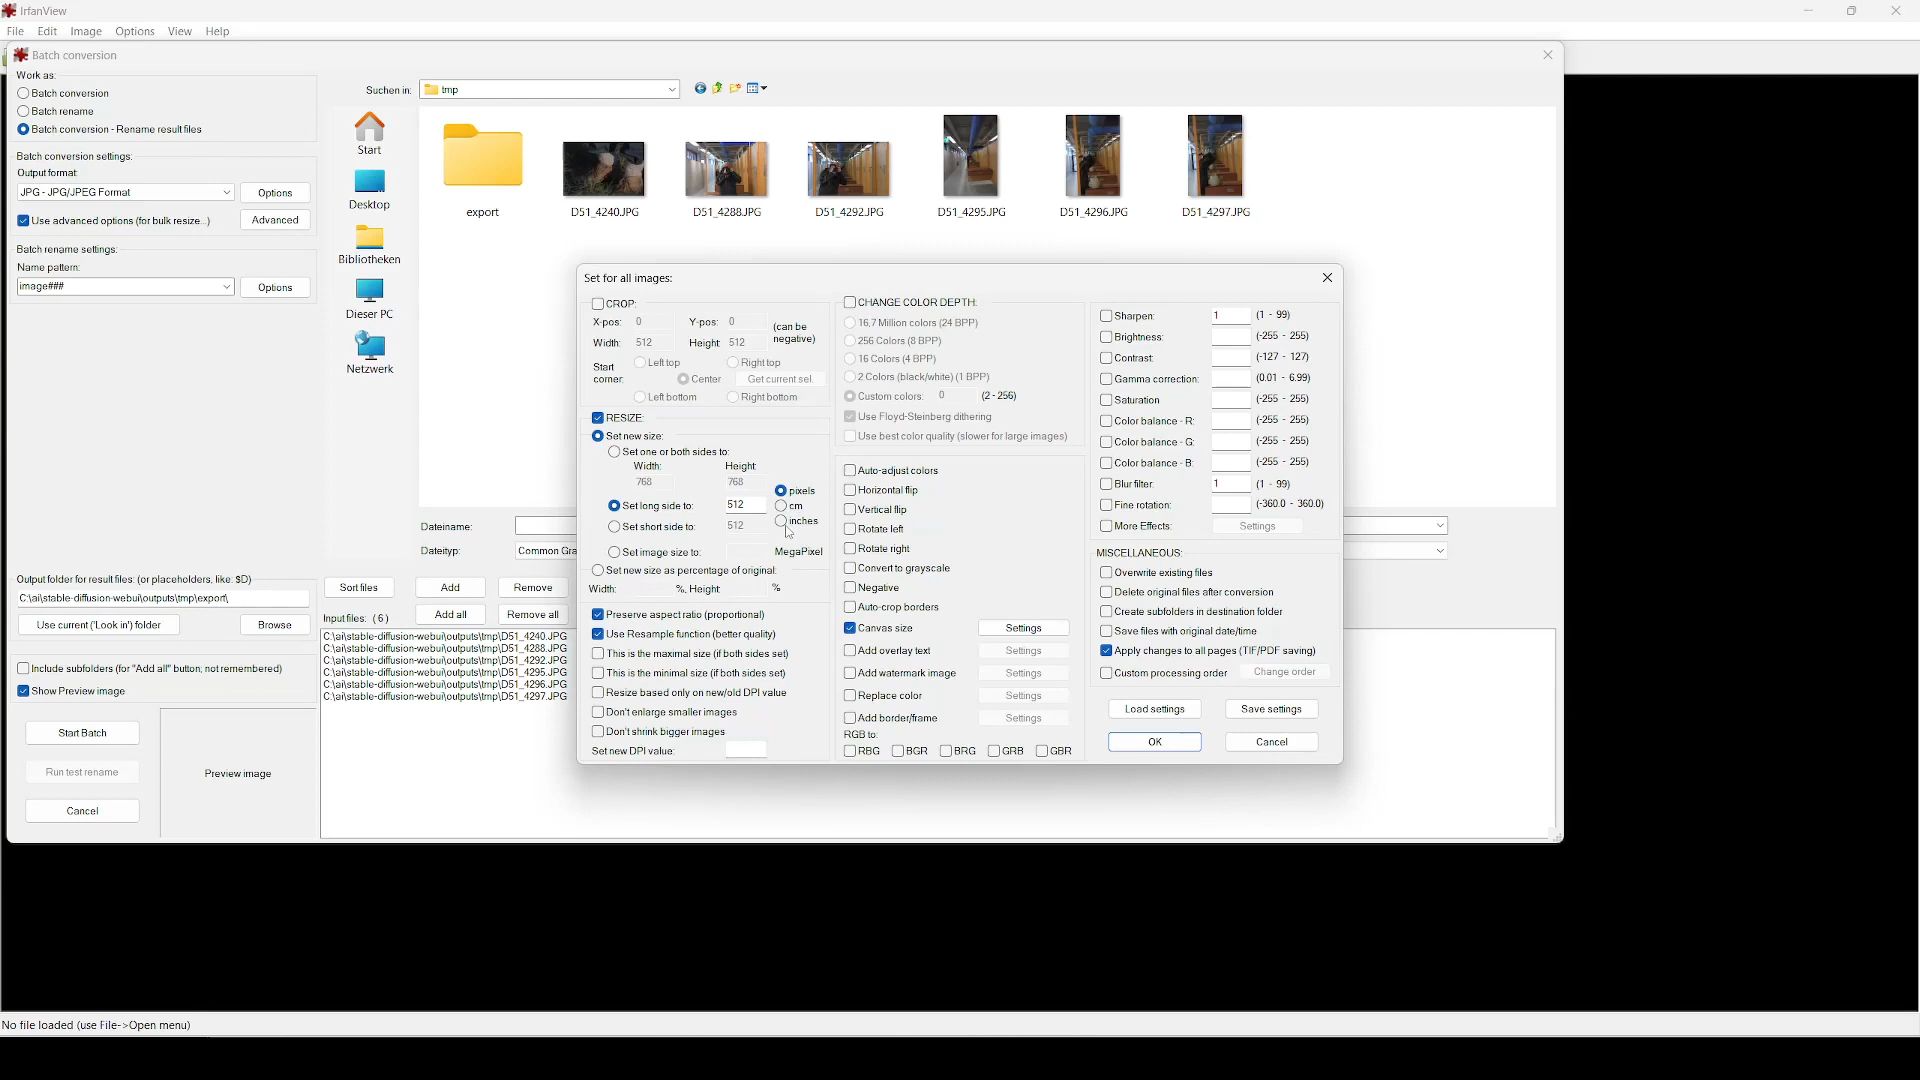 IrfanView
File Edit Image Options View Help
Batch conversion
Work as:
Batch conversion
Batch rename
Batch conversion - Rename result files
Batch conversion settings:
Output format:
JPG - JPG/JPEG Format
Options
Use advanced options (for bulk resize...)
Advanced
Batch rename settings:
Name pattern:
image###
Options
Suchen in:
tmp
Start
Desktop
Bibliotheken
Dieser PC
Netzwerk
export
D51_4240.JPG
D51_4288.JPG
D51_4292.JPG
D51_4295.JPG
D51_4296.JPG
D51_4297.JPG
Dateiname:
Dateityp:
Common Gra
Output folder for result files: (or placeholders, like: $D)
C:\ai\stable-diffusion-webui\outputs\tmp\export\
Use current ('Look in') folder
Browse
Include subfolders (for "Add all" button; not remembered)
Show Preview image
Start Batch
Run test rename
Cancel
Preview image
Sort files
Add
Remove
Input files: (6)
Add all
Remove all
C:\ai\stable-diffusion-webui\outputs\tmp\D51_4240.JPG
C:\ai\stable-diffusion-webui\outputs\tmp\D51_4288.JPG
C:\ai\stable-diffusion-webui\outputs\tmp\D51_4292.JPG
C:\ai\stable-diffusion-webui\outputs\tmp\D51_4295.JPG
C:\ai\stable-diffusion-webui\outputs\tmp\D51_4296.JPG
C:\ai\stable-diffusion-webui\outputs\tmp\D51_4297.JPG
Set for all images:
CROP:
X-pos: 0 Y-pos: 0 (can be negative)
Width: 512 Height: 512
Start corner:
Left top Right top
Center Get current sel.
Left bottom Right bottom
RESIZE:
Set new size:
Set one or both sides to:
Width: Height:
768 768
pixels
Set long side to: 512 cm
inches
Set short side to: 512
Set image size to: MegaPixel
Set new size as percentage of original:
Width: %, Height: %
Preserve aspect ratio (proportional)
Use Resample function (better quality)
This is the maximal size (if both sides set)
This is the minimal size (if both sides set)
Resize based only on new/old DPI value
Don't enlarge smaller images
Don't shrink bigger images
Set new DPI value:
CHANGE COLOR DEPTH:
16,7 Million colors (24 BPP)
256 Colors (8 BPP)
16 Colors (4 BPP)
2 Colors (black/white) (1 BPP)
Custom colors: 0 (2 - 256)
Use Floyd-Steinberg dithering
Use best color quality (slower for large images)
Auto-adjust colors
Horizontal flip
Vertical flip
Rotate left
Rotate right
Convert to grayscale
Negative
Auto-crop borders
Canvas size Settings
Add overlay text Settings
Add watermark image Settings
Replace color Settings
Add border/frame Settings
RGB to:
RBG BGR BRG GRB GBR
Sharpen: 1 (1 - 99)
Brightness: (-255 - 255)
Contrast: (-127 - 127)
Gamma correction: (0.01 - 6.99)
Saturation: (-255 - 255)
Color balance - R: (-255 - 255)
Color balance - G: (-255 - 255)
Color balance - B: (-255 - 255)
Blur filter: 1 (1 - 99)
Fine rotation: (-360.0 - 360.0)
More Effects: Settings
MISCELLANEOUS:
Overwrite existing files
Delete original files after conversion
Create subfolders in destination folder
Save files with original date/time
Apply changes to all pages (TIF/PDF saving)
Custom processing order Change order
Load settings Save settings
OK Cancel
No file loaded (use File->Open menu)